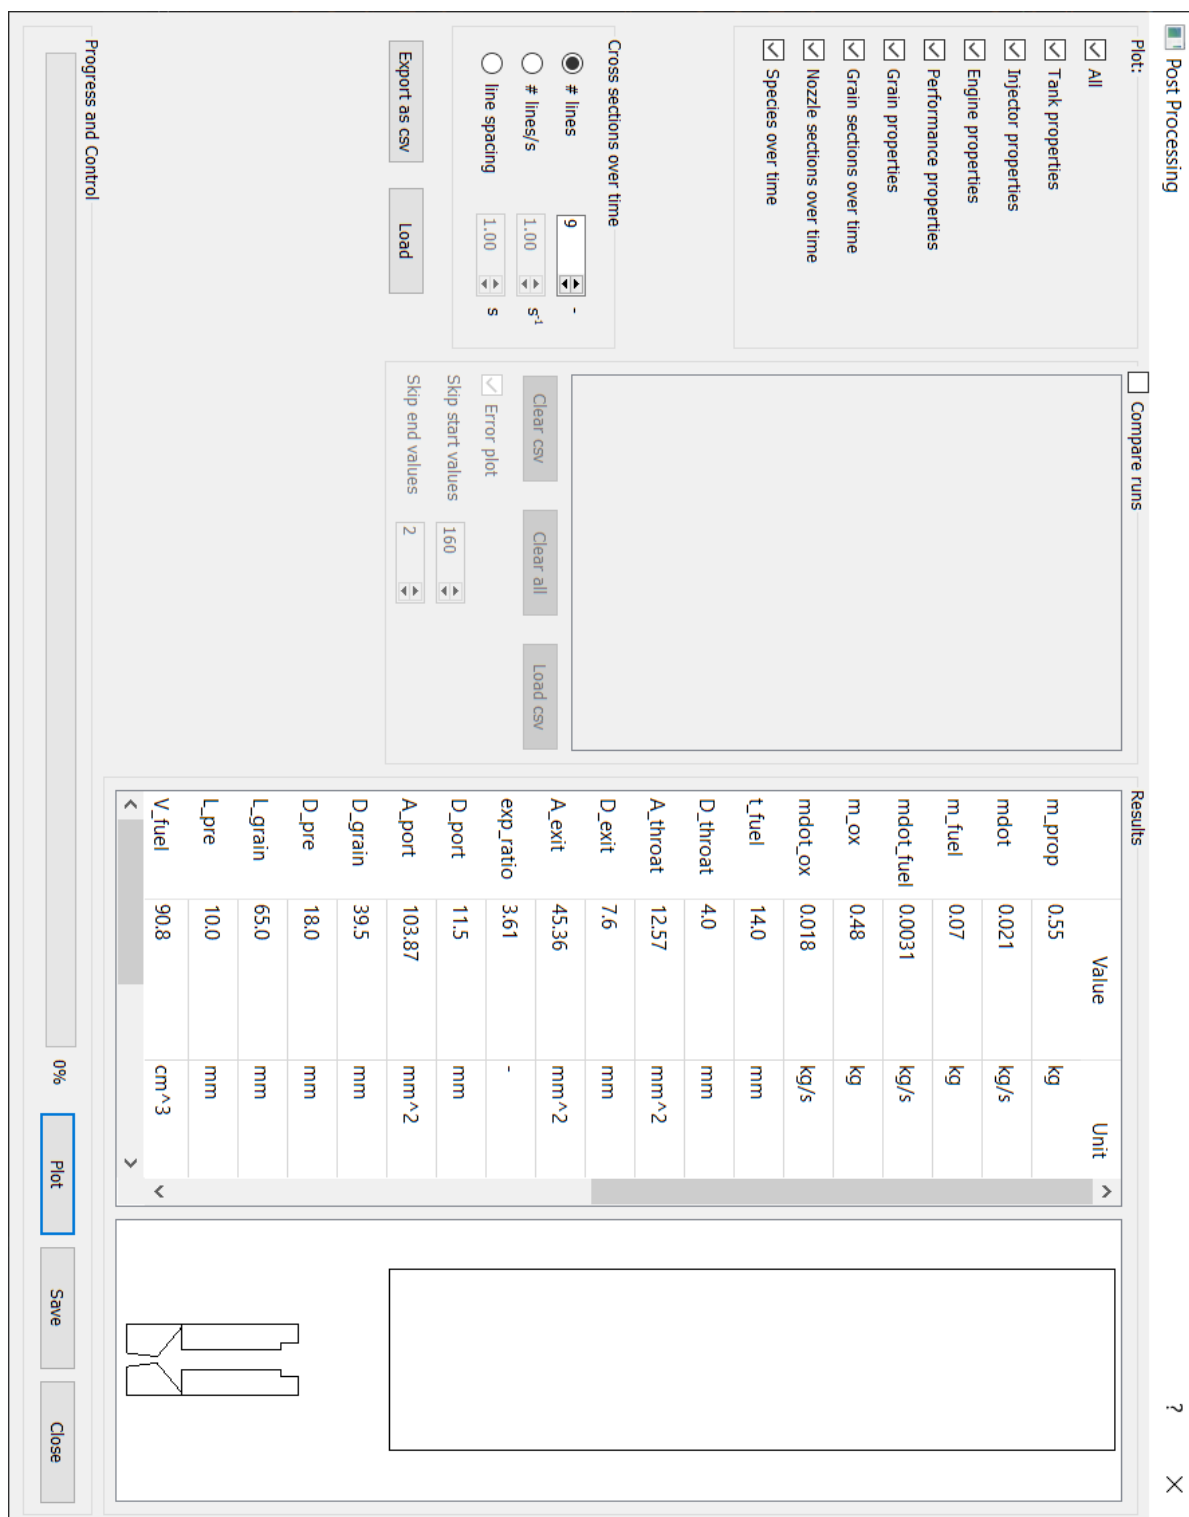 Post Processing
?
Plot:
All
Tank properties
Injector properties
Engine properties
Performance properties
Grain properties
Grain sections over time
Nozzle sections over time
Species over time
Cross sections over time
# lines 9 -
# lines/s 1.00 s⁻¹
line spacing 1.00 s
Export as csv Load
Compare runs
Clear csv Clear all Load csv
Error plot
Skip start values 160
Skip end values 2
Results
Value Unit
m_prop 0.55 kg
mdot 0.021 kg/s
m_fuel 0.07 kg
mdot_fuel 0.0031 kg/s
m_ox 0.48 kg
mdot_ox 0.018 kg/s
t_fuel 14.0 mm
D_throat 4.0 mm
A_throat 12.57 mm^2
D_exit 7.6 mm
A_exit 45.36 mm^2
exp_ratio 3.61 -
D_port 11.5 mm
A_port 103.87 mm^2
D_grain 39.5 mm
D_pre 18.0 mm
L_grain 65.0 mm
L_pre 10.0 mm
V_fuel 90.8 cm^3
Progress and Control
0% Plot Save Close